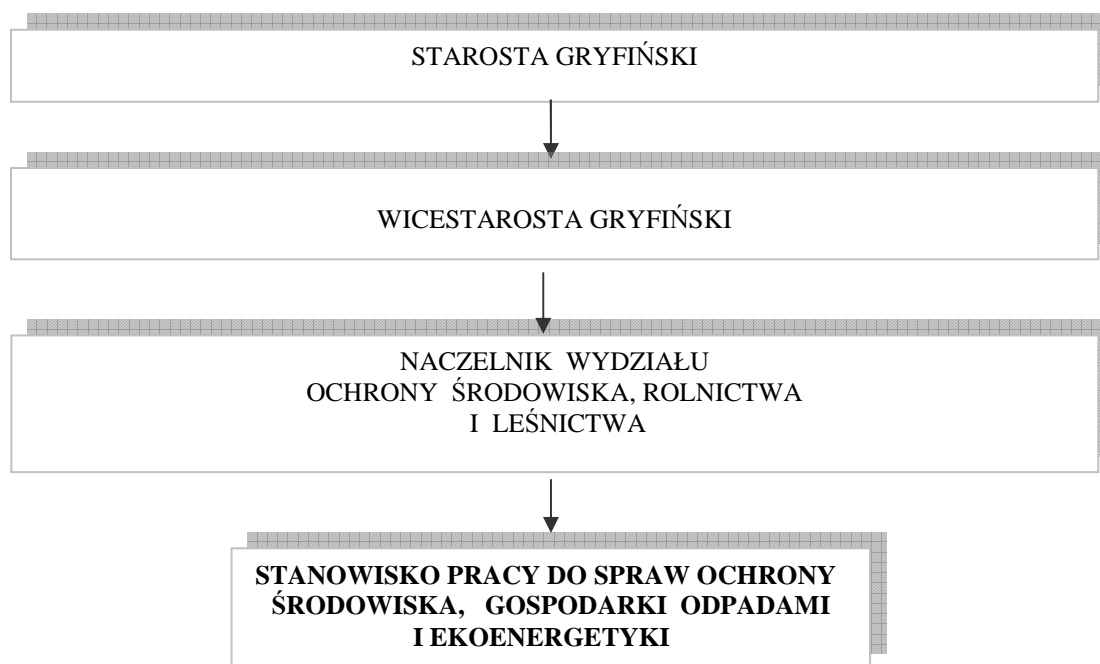 STAROSTA GRYFIŃSKI
WICESTAROSTA GRYFIŃSKI
NACZELNIK WYDZIAŁU
OCHRONY ŚRODOWISKA, ROLNICTWA
I LEŚNICTWA
STANOWISKO PRACY DO SPRAW OCHRONY
ŚRODOWISKA, GOSPODARKI ODPADAMI
I EKOENERGETYKI